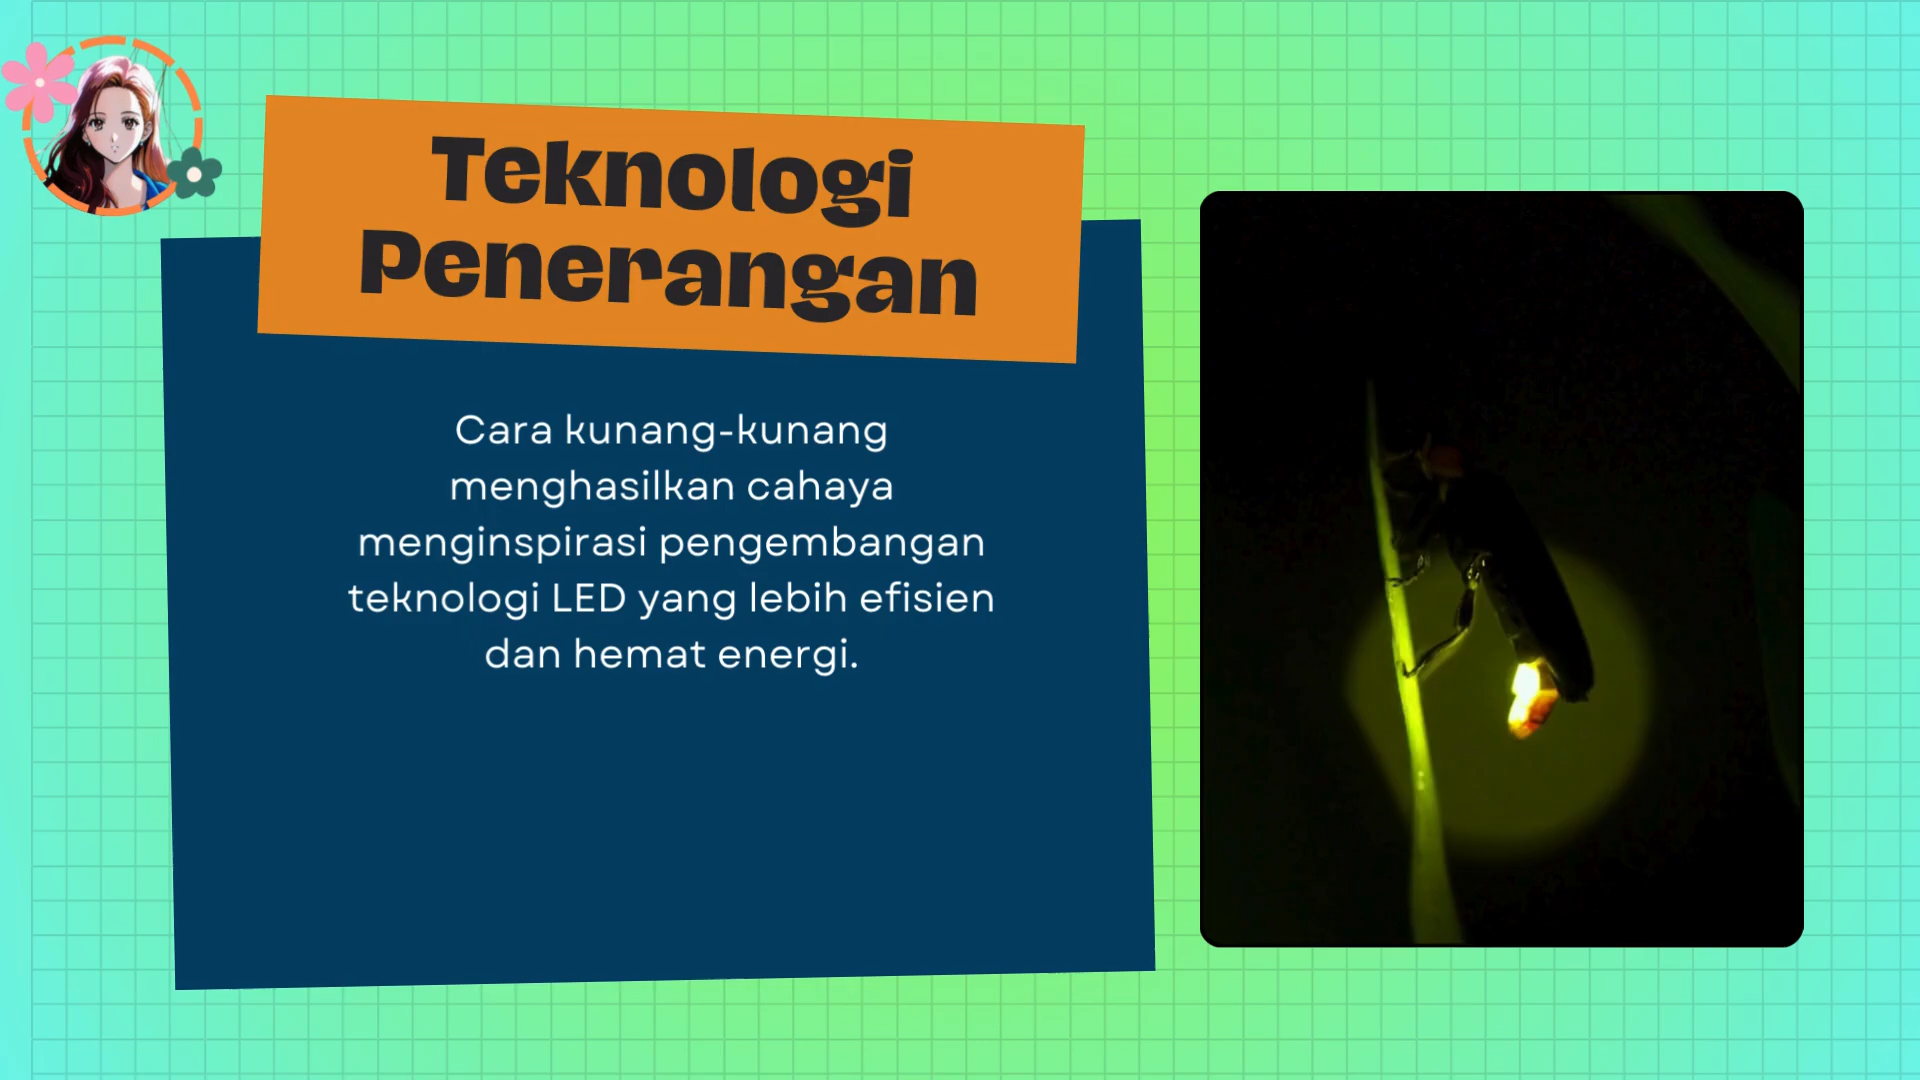 Teknologi
Penerangan
Cara kunang-kunang
menghasilkan cahaya
menginspirasi pengembangan
teknologi LED yang lebih efisien
dan hemat energi.